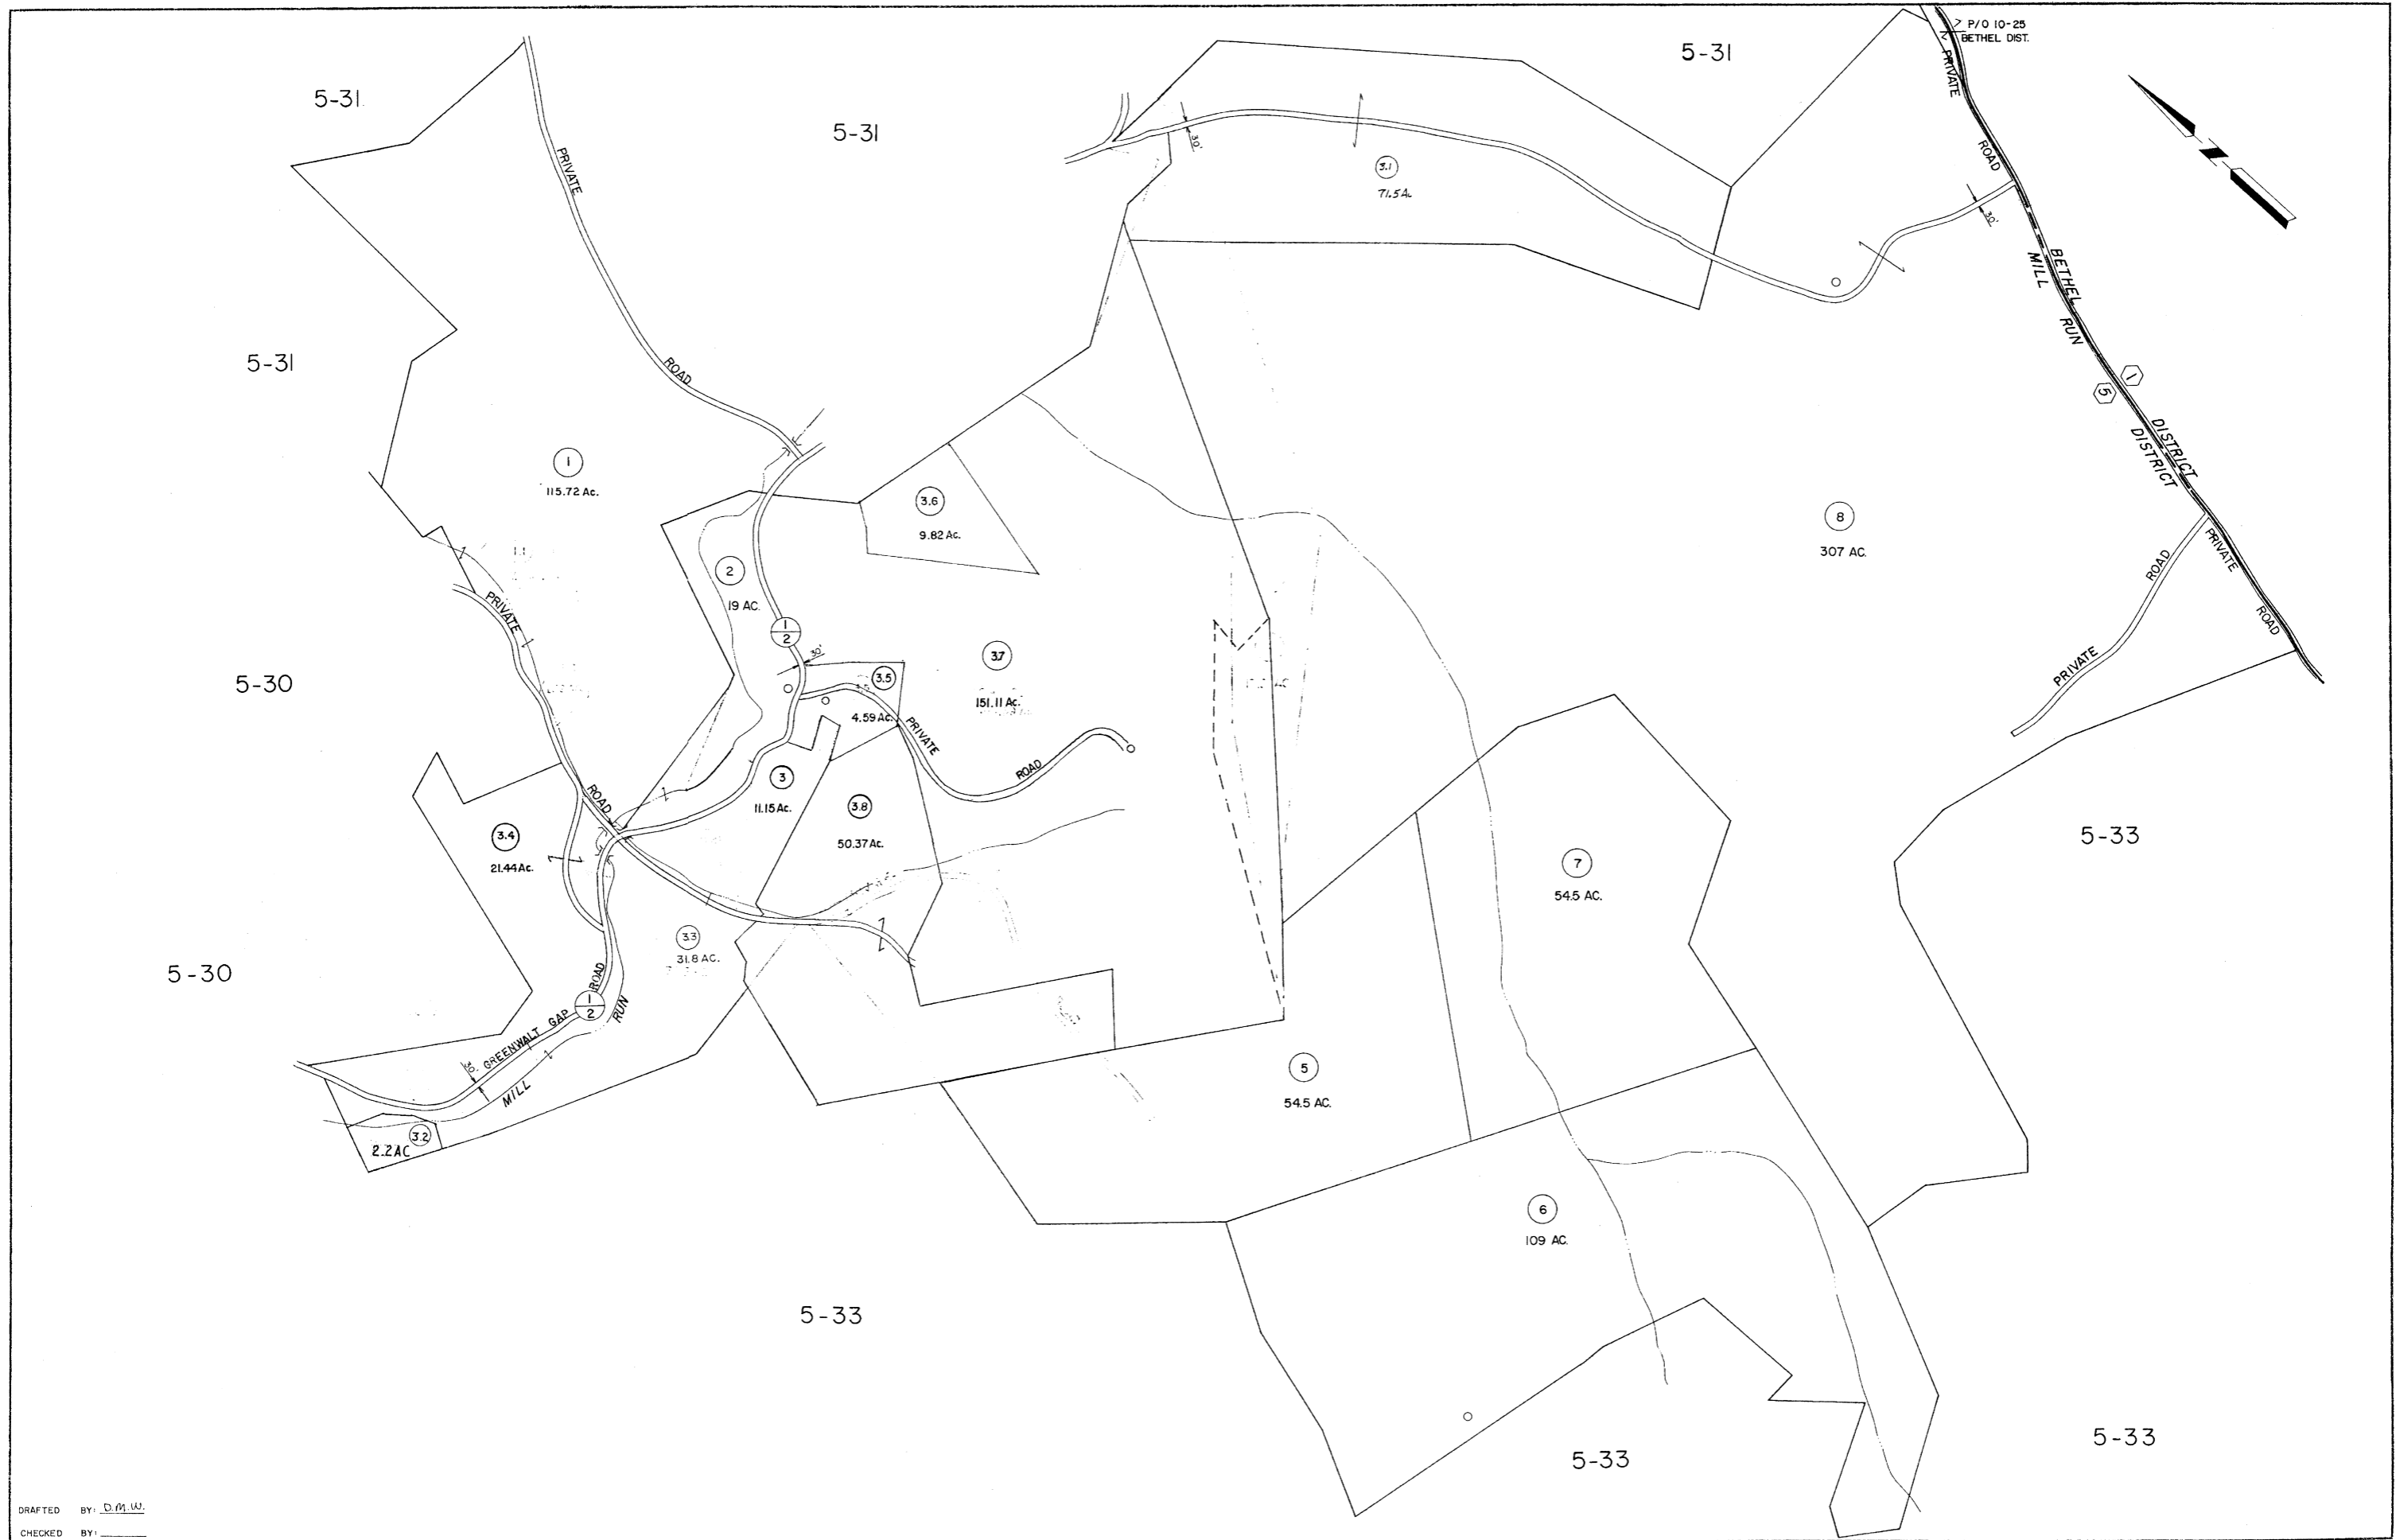 P/O 10-25
BETHEL DIST.
5-31
5-31
5-31
5-31
PRIVATE
ROAD
N
30'
30'
3.1
71.5 Ac.
PRIVATE
ROAD
BETHEL
MILL RUN
1
5
DISTRICT
DISTRICT
1
115.72 Ac.
3.6
9.82 Ac.
8
307 AC.
2
19 AC.
PRIVATE
1
2
30'
3.5
4.59 Ac.
3.7
151.11 Ac.
PRIVATE
ROAD
PRIVATE
ROAD
PRIVATE
ROAD
5-30
ROAD
3
11.15 Ac.
3.8
50.37 Ac.
3.4
21.44 Ac.
7
54.5 AC.
5-33
3.3
31.8 AC.
5-30
1
2
GREENWALT GAP ROAD
30'
MILL RUN
3.2
2.2 AC
5
54.5 AC.
6
109 AC.
5-33
5-33
5-33
DRAFTED BY: D.M.W.
CHECKED BY: